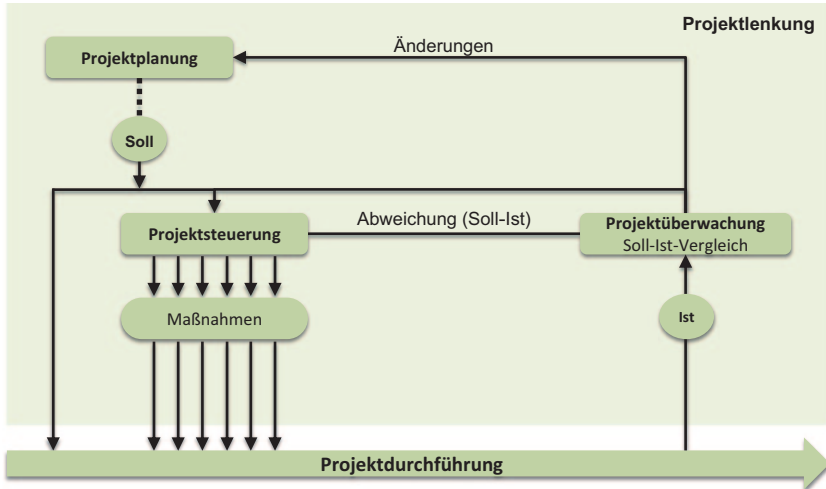 Projektlenkung
Änderungen
Projektplanung
Soll
Abweichung (Soll-Ist)
Projektsteuerung
Projektüberwachung
Soll-Ist-Vergleich
Maßnahmen
Ist
Projektdurchführung